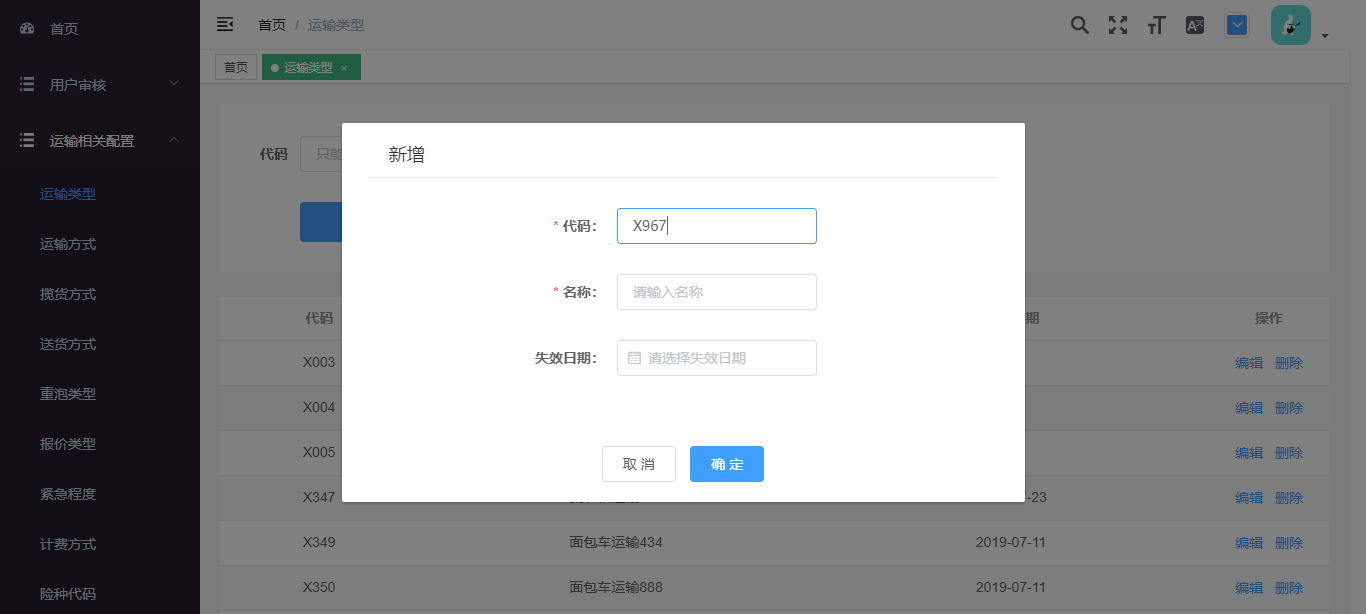 首页
用户审核
运输相关配置
运输类型
运输方式
揽货方式
送货方式
重泡类型
报价类型
紧急程度
计费方式
险种代码
首页 / 运输类型
首页 运输类型 ×
代码 只能
新增
* 代码： X967
* 名称： 请输入名称
失效日期： 请选择失效日期
取 消 确 定
代码 期 操作
X003 编辑 删除
X004 编辑 删除
X005 编辑 删除
X347 -23 编辑 删除
X349 面包车运输434 2019-07-11 编辑 删除
X350 面包车运输888 2019-07-11 编辑 删除